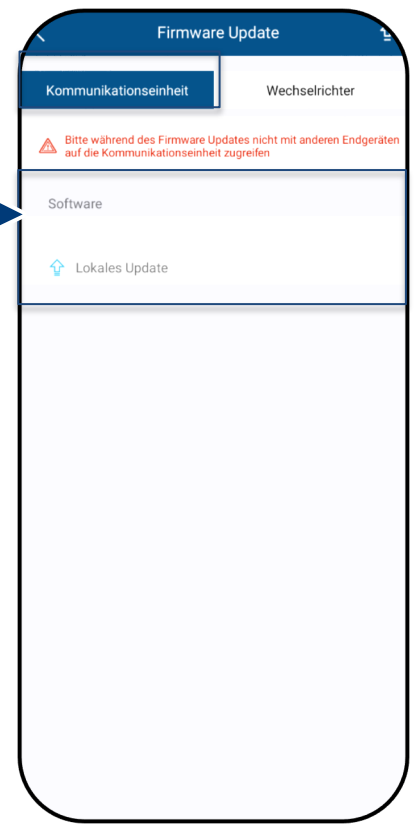 Firmware Update
Kommunikationseinheit
Wechselrichter
Bitte während des Firmware Updates nicht mit anderen Endgeräten
auf die Kommunikationseinheit zugreifen
Software
Lokales Update